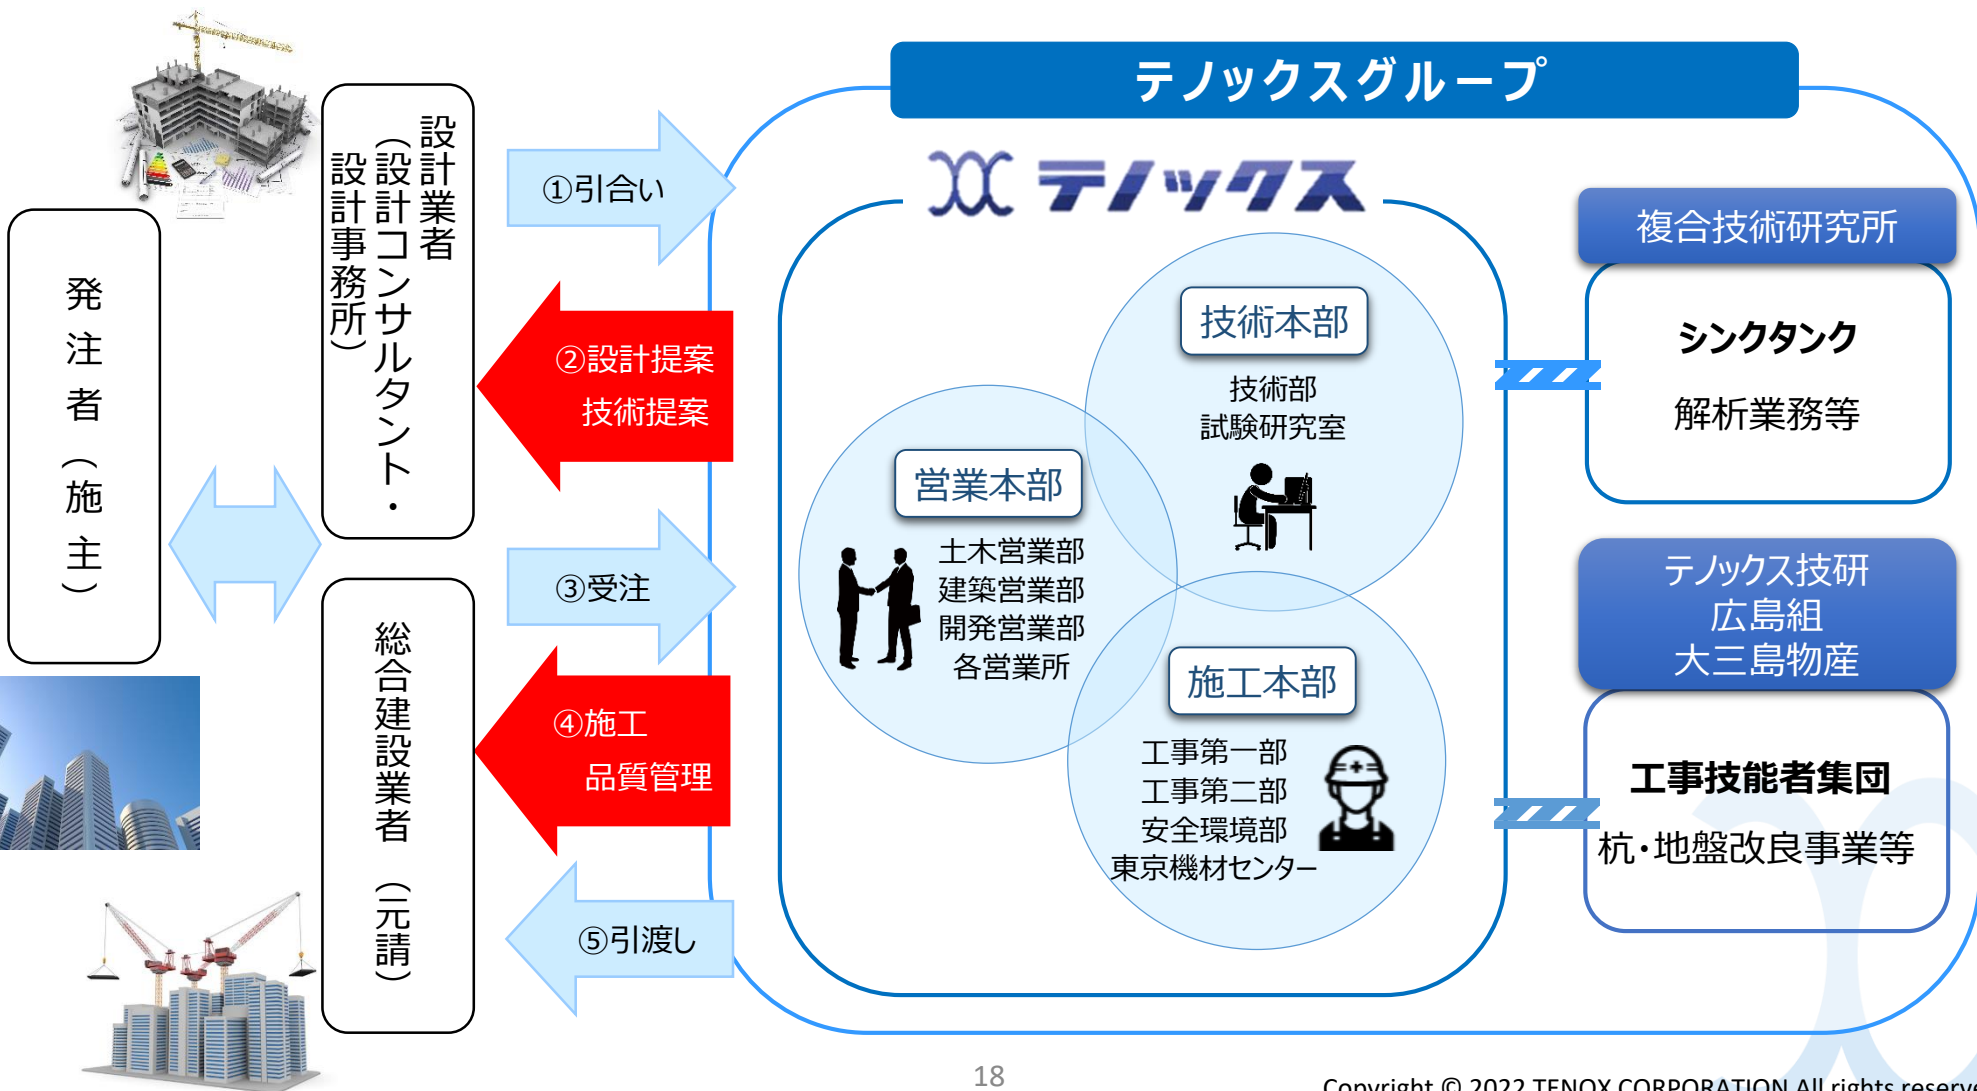 テノックスグループ
テノックス
発注者（施主）
設計業者
（設計コンサルタント・
設計事務所）
総合建設業者　（元請）
①引合い
②設計提案
技術提案
③受注
④施工
品質管理
⑤引渡し
技術本部
技術部
試験研究室
営業本部
土木営業部
建築営業部
開発営業部
各営業所
施工本部
工事第一部
工事第二部
安全環境部
東京機材センター
複合技術研究所
シンクタンク
解析業務等
テノックス技研
広島組
大三島物産
工事技能者集団
杭・地盤改良事業等
18
Copyright © 2022 TENOX CORPORATION All rights reserve